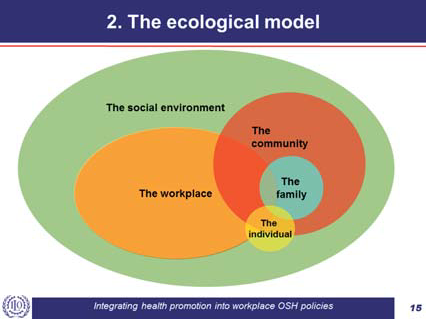 2. The ecological model
The social environment
The
community
The workplace
The
family
The
individual
Integrating health promotion into workplace OSH policies
15